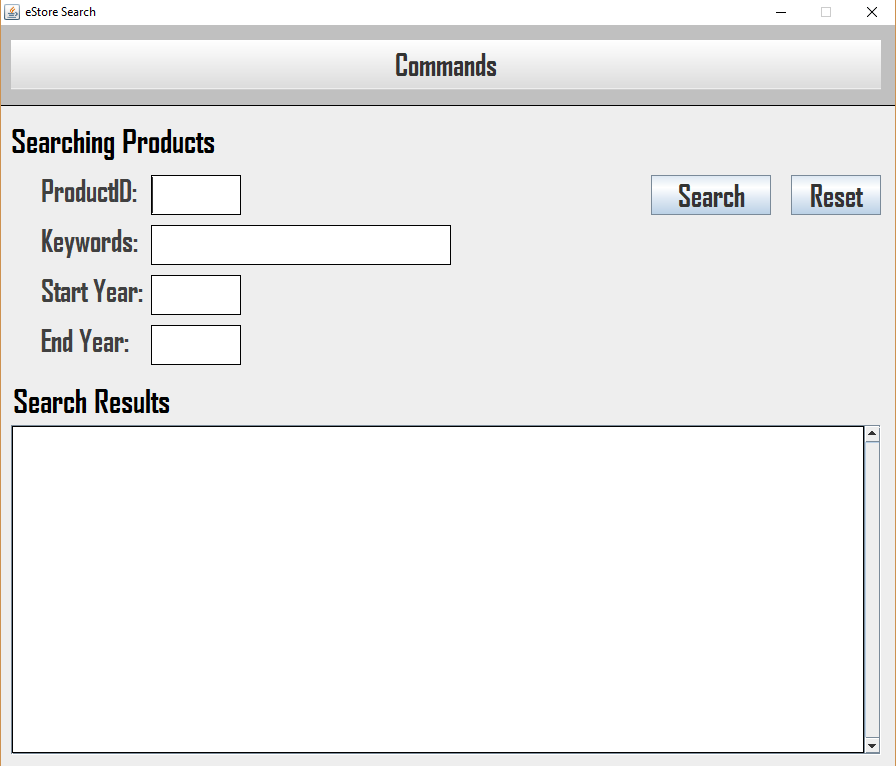 eStore Search
Commands
Searching Products
ProductID:
Search
Reset
Keywords:
Start Year:
End Year:
Search Results